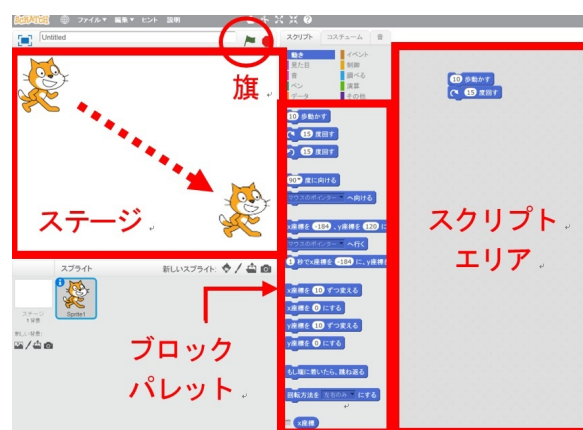 SCRATCH ファイル▼ 編集▼ ヒント 説明
Untitled
旗
ステージ
スプライト 新しいスプライト:
ステージ
1背景
新しい背景:
Sprite1
ブロック
パレット
スクリプト コスチューム 音
動き イベント
見た目 制御
音 調べる
ペン 演算
データ その他
10 歩動かす
15 度回す
15 度回す
90▼ 度に向ける
マウスのポインター へ向ける
x座標を -184 、y座標を 120 に
マウスのポインター へ行く
1 秒でx座標を -184 に、y座標を
x座標を 10 ずつ変える
x座標を 0 にする
y座標を 10 ずつ変える
y座標を 0 にする
もし端に着いたら、跳ね返る
回転方法を 左右のみ にする
x座標
10 歩動かす
15 度回す
スクリプト
エリア